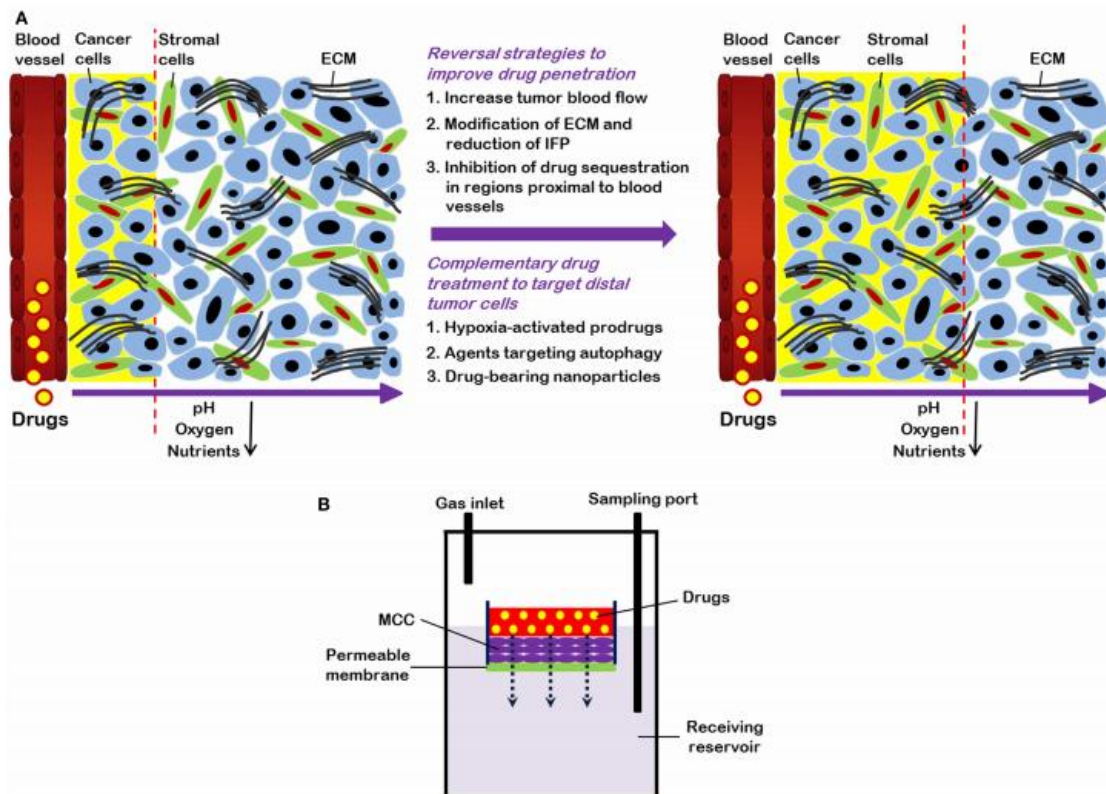 A
Blood
vessel
Cancer
cells
Stromal
cells
ECM
Drugs
pH
Oxygen
Nutrients
Reversal strategies to
improve drug penetration
1. Increase tumor blood flow
2. Modification of ECM and
reduction of IFP
3. Inhibition of drug sequestration
in regions proximal to blood
vessels
Complementary drug
treatment to target distal
tumor cells
1. Hypoxia-activated prodrugs
2. Agents targeting autophagy
3. Drug-bearing nanoparticles
Blood
vessel
Cancer
cells
Stromal
cells
ECM
Drugs
pH
Oxygen
Nutrients
B
Gas inlet
Sampling port
Drugs
MCC
Permeable
membrane
Receiving
reservoir